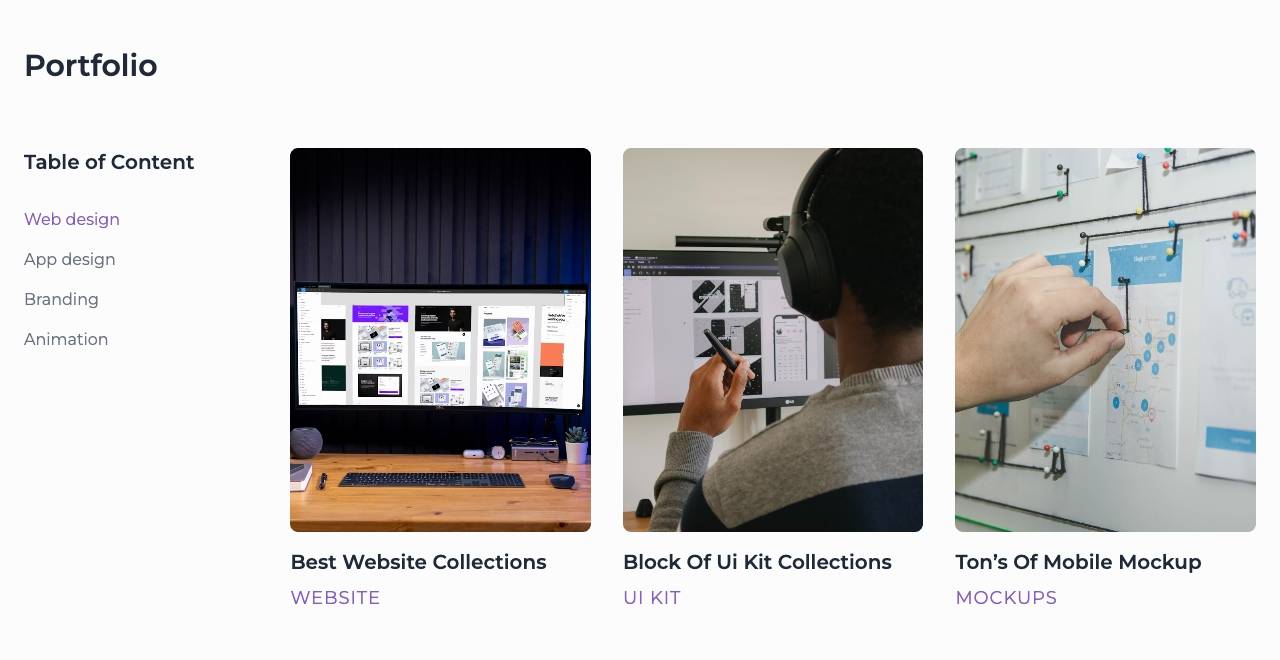 Portfolio
Table of Content
Web design
App design
Branding
Animation
Best Website Collections
WEBSITE
Block Of Ui Kit Collections
UI KIT
Ton’s Of Mobile Mockup
MOCKUPS